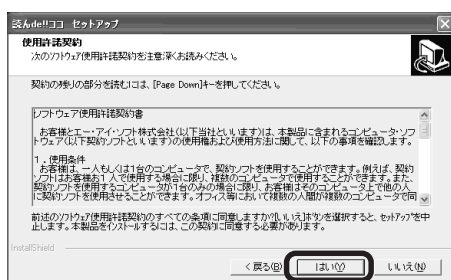 読んde!!ココ セットアップ
使用許諾契約
次のソフトウェア使用許諾契約を注意深くお読みください。
契約の残りの部分を読むには、[Page Down]キーを押してください。
ソフトウェア使用許諾契約書
お客様とエー・アイ・ソフト株式会社(以下当社といいます)は、本製品に含まれるコンピュータ・ソフ
トウェア(以下契約ソフトといいます)の使用権および使用方法に関して、以下の事項を確認します。
1．使用条件
お客様は、一人もしくは1台のコンピュータで、契約ソフトを使用することができます。例えば、契約
ソフトはお客様お1人で使用する場合に限り、複数のコンピュータで使用することができます。また、
契約ソフトを使用するコンピュータが1台のみの場合に限り、お客様はそのコンピュータ上で他の人
に契約ソフトを使用させることができます。オフィス等において複数の人間が複数のコンピュータで同
前述のソフトウェア使用許諾契約のすべての条項に同意しますか?[いいえ]ボタンを選択すると、セットアップを中
止します。本製品をインストールするには、この契約に同意する必要があります。
InstallShield
< 戻る(B)
はい(Y)
いいえ(N)